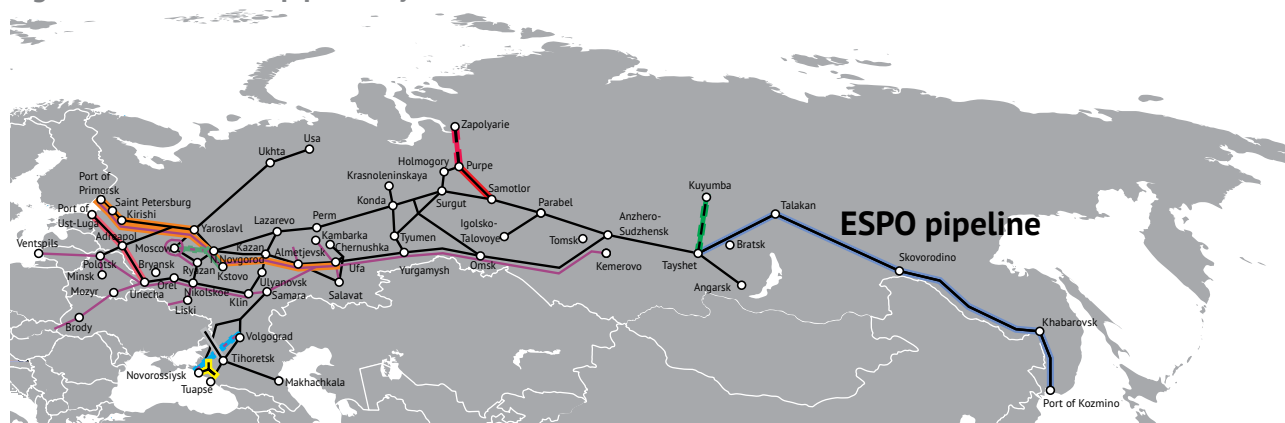 Zapolyarie
Usa
Ukhta
Holmogory
Purpe
Krasnoleninskaya
Samotlor
Port of
Primorsk
Kuyumba
Saint Petersburg
Kirishi
Port of
Ust-Luga
Konda
Surgut
Parabel
Talakan
ESPO pipeline
Yaroslavl
Lazarevo
Perm
Igolsko-
Talovoye
Anzhero-
Sudzhensk
Kambarka
Chernushka
Tyumen
Tomsk
Ventspils
Andreapol
Moscow
Kazan
Almetjevsk
Bratsk
Polotsk
N.Novgorod
Kstovo
Ryazan
Bryansk
Ufa
Yurgamysh
Omsk
Kemerovo
Tayshet
Skovorodino
Minsk
Orel
Ulyanovsk
Salavat
Angarsk
Mozyr
Unecha
Nikolskoe
Samara
Klin
Liski
Brody
Khabarovsk
Volgograd
Tihoretsk
Novorossiysk
Makhachkala
Tuapse
Port of Kozmino